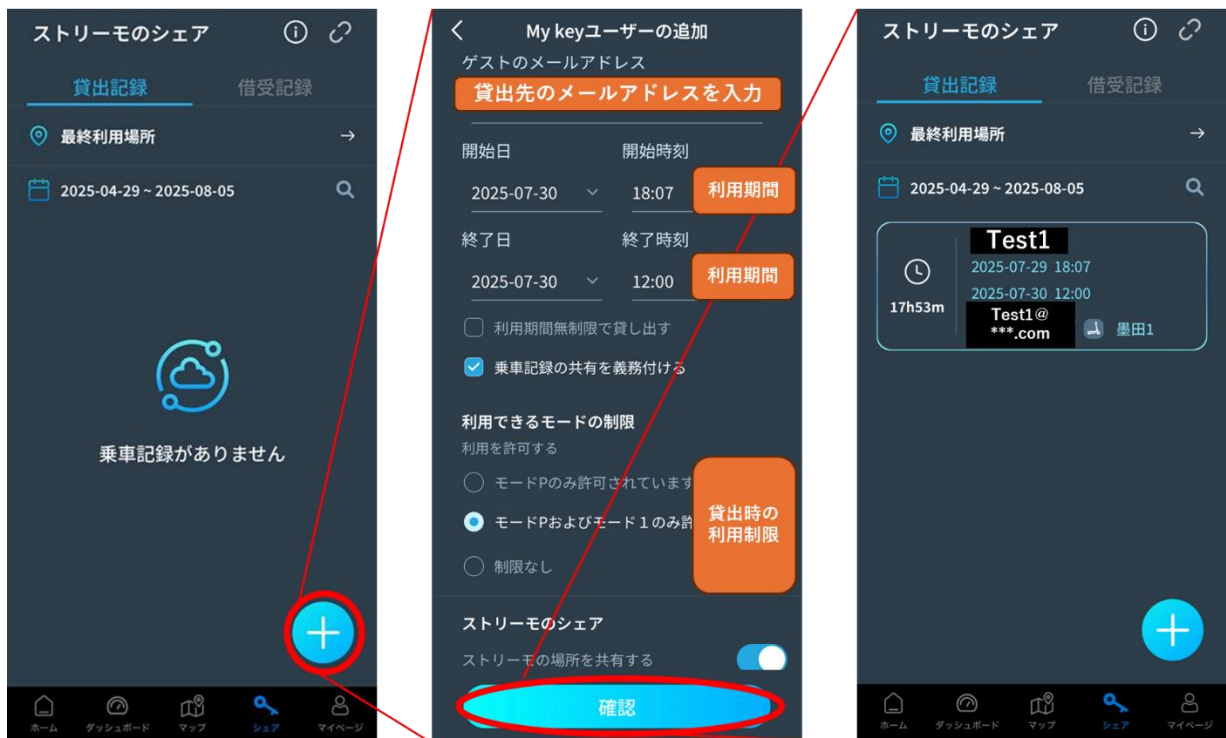 ストリーモのシェア
貸出記録
借受記録
最終利用場所
2025-04-29 ~ 2025-08-05
乗車記録がありません
ホーム
ダッシュボード
マップ
シェア
マイページ
My keyユーザーの追加
ゲストのメールアドレス
貸出先のメールアドレスを入力
開始日
開始時刻
2025-07-30
18:07
利用期間
終了日
終了時刻
2025-07-30
12:00
利用期間
利用期間無制限で貸し出す
乗車記録の共有を義務付ける
利用できるモードの制限
利用を許可する
モードPのみ許可されています
モードPおよびモード1のみ許
制限なし
貸出時の
利用制限
ストリーモのシェア
ストリーモの場所を共有する
確認
ストリーモのシェア
貸出記録
借受記録
最終利用場所
2025-04-29 ~ 2025-08-05
Test1
2025-07-29 18:07
2025-07-30 12:00
17h53m
Test1@
***.com
墨田1
ホーム
ダッシュボード
マップ
シェア
マイページ